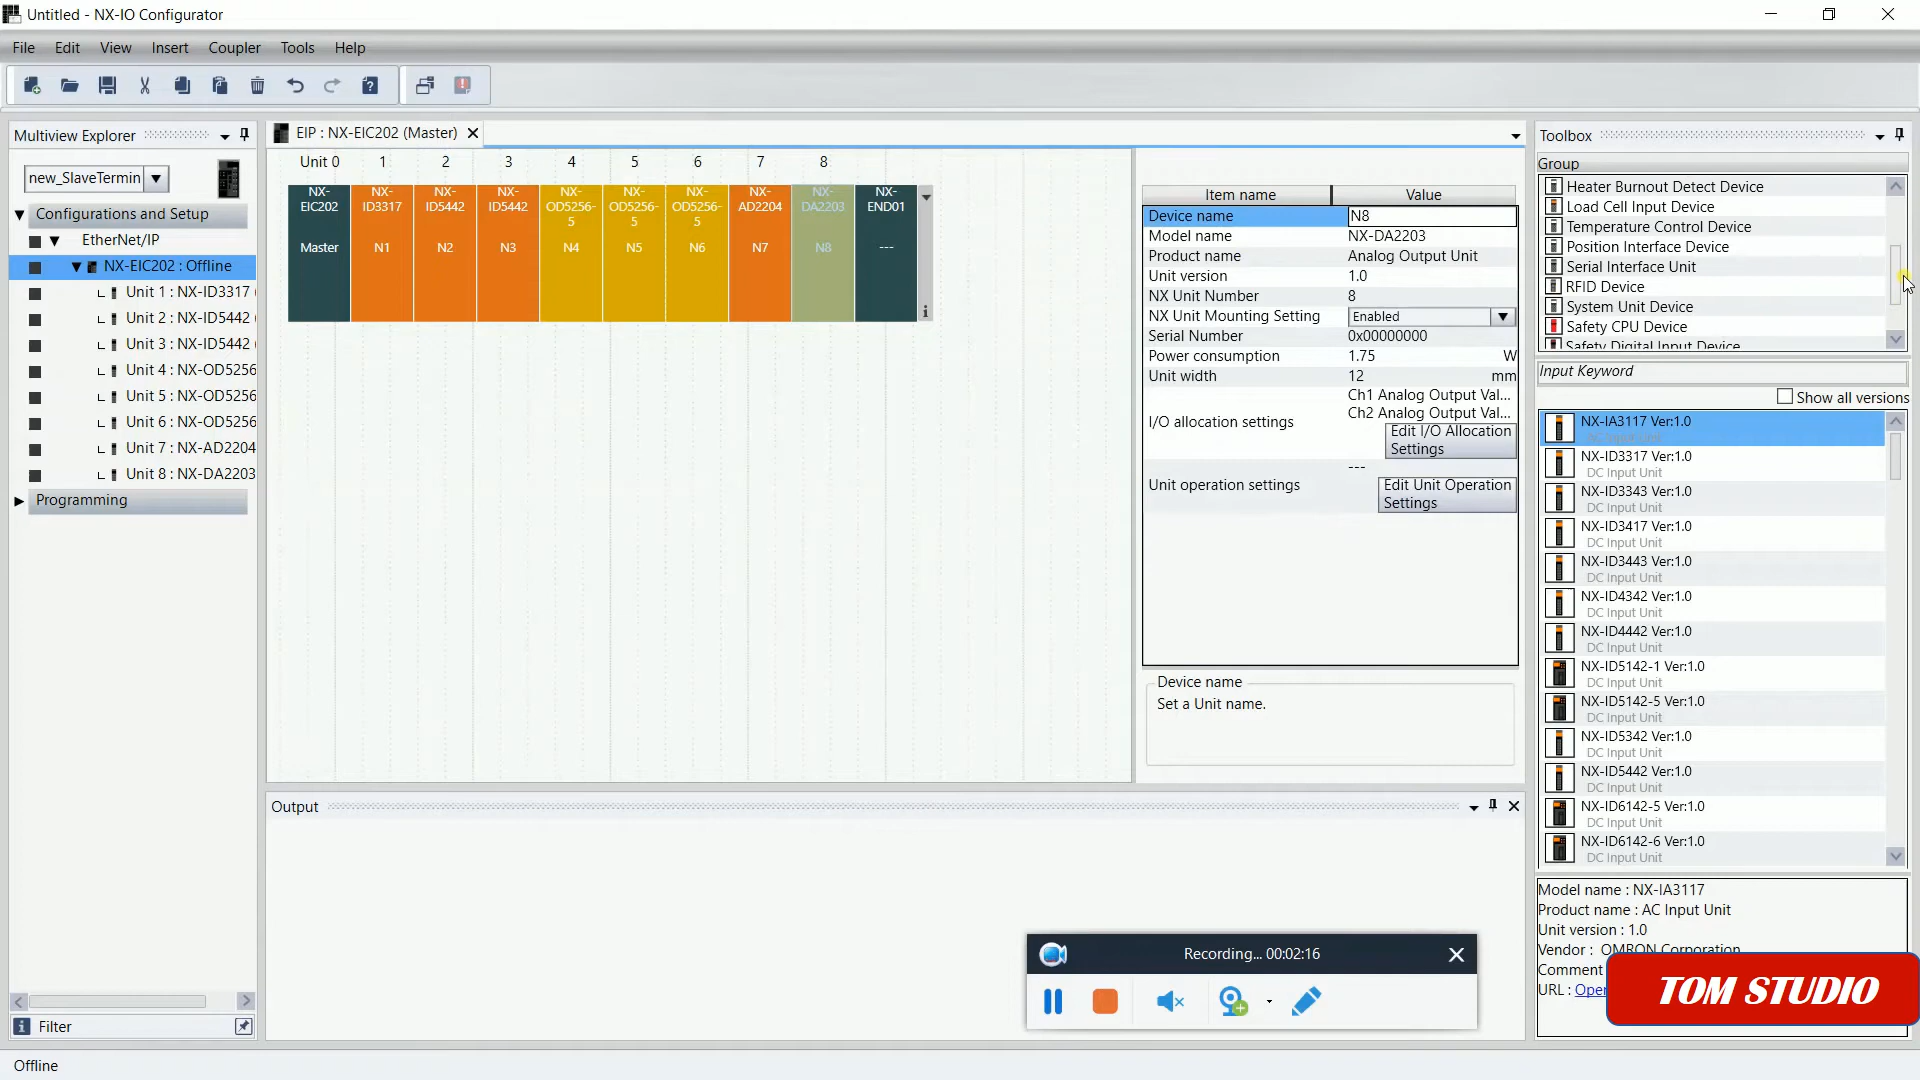 Untitled - NX-IO Configurator
File Edit View Insert Coupler Tools Help
Multiview Explorer
new_SlaveTermin
Configurations and Setup
EtherNet/IP
NX-EIC202 : Offline
Unit 1 : NX-ID3317 (
Unit 2 : NX-ID5442 (
Unit 3 : NX-ID5442 (
Unit 4 : NX-OD5256
Unit 5 : NX-OD5256
Unit 6 : NX-OD5256
Unit 7 : NX-AD2204
Unit 8 : NX-DA2203
Programming
Filter
Offline
EIP : NX-EIC202 (Master)
Unit 0 1 2 3 4 5 6 7 8
NX-EIC202 Master
NX-ID3317 N1
NX-ID5442 N2
NX-ID5442 N3
NX-OD5256-5 N4
NX-OD5256-5 N5
NX-OD5256-5 N6
NX-AD2204 N7
NX-DA2203 N8
NX-END01 ---
Item name Value
Device name N8
Model name NX-DA2203
Product name Analog Output Unit
Unit version 1.0
NX Unit Number 8
NX Unit Mounting Setting Enabled
Serial Number 0x00000000
Power consumption 1.75 W
Unit width 12 mm
I/O allocation settings
Ch1 Analog Output Val...
Ch2 Analog Output Val...
Edit I/O Allocation
Settings
---
Unit operation settings
Edit Unit Operation
Settings
Device name
Set a Unit name.
Output
Recording... 00:02:16
Toolbox
Group
Heater Burnout Detect Device
Load Cell Input Device
Temperature Control Device
Position Interface Device
Serial Interface Unit
RFID Device
System Unit Device
Safety CPU Device
Safety Digital Input Device
Input Keyword
Show all versions
NX-IA3117 Ver:1.0
AC Input Unit
NX-ID3317 Ver:1.0
DC Input Unit
NX-ID3343 Ver:1.0
DC Input Unit
NX-ID3417 Ver:1.0
DC Input Unit
NX-ID3443 Ver:1.0
DC Input Unit
NX-ID4342 Ver:1.0
DC Input Unit
NX-ID4442 Ver:1.0
DC Input Unit
NX-ID5142-1 Ver:1.0
DC Input Unit
NX-ID5142-5 Ver:1.0
DC Input Unit
NX-ID5342 Ver:1.0
DC Input Unit
NX-ID5442 Ver:1.0
DC Input Unit
NX-ID6142-5 Ver:1.0
DC Input Unit
NX-ID6142-6 Ver:1.0
DC Input Unit
Model name : NX-IA3117
Product name : AC Input Unit
Unit version : 1.0
Vendor : OMRON Corporation
Comment
URL : Oper
TOM STUDIO